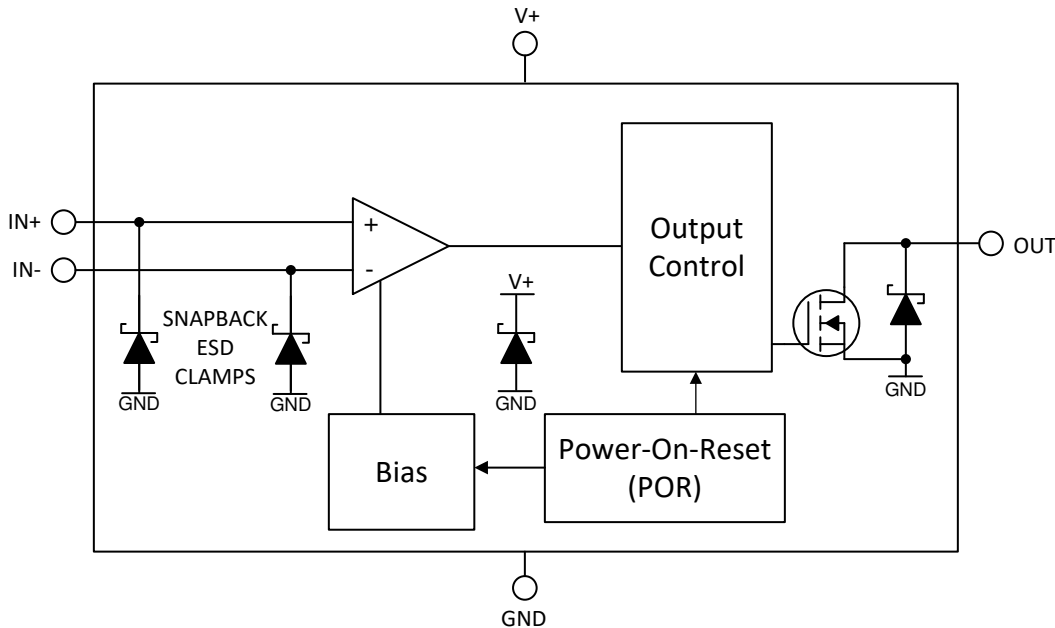 V+
IN+
IN-
+
-
Output
Control
OUT
V+
SNAPBACK
ESD
CLAMPS
GND
GND
GND
GND
Bias
Power-On-Reset
(POR)
GND